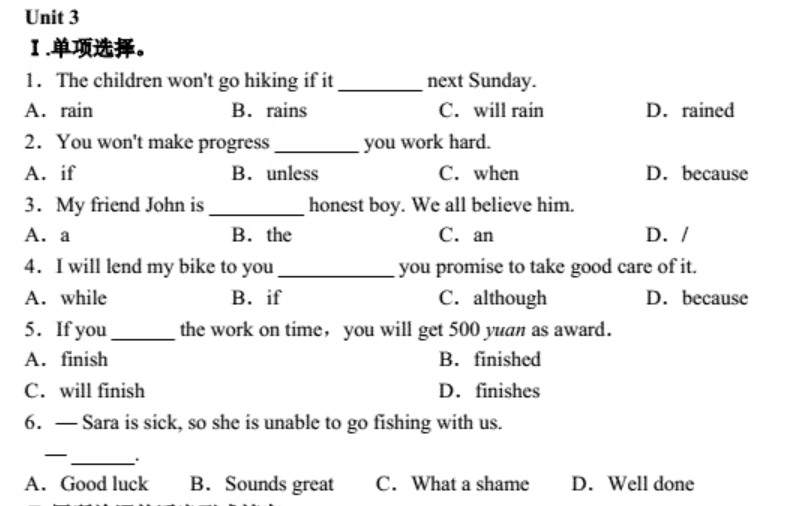 Unit 3
Ⅰ.单项选择。
1．The children won't go hiking if it ________ next Sunday.
A．rain B．rains C．will rain D．rained
2．You won't make progress ________ you work hard.
A．if B．unless C．when D．because
3．My friend John is _________ honest boy. We all believe him.
A．a B．the C．an D．/
4．I will lend my bike to you ___________ you promise to take good care of it.
A．while B．if C．although D．because
5．If you ______ the work on time，you will get 500 yuan as award．
A．finish B．finished
C．will finish D．finishes
6．— Sara is sick, so she is unable to go fishing with us.
— ______.
A．Good luck B．Sounds great C．What a shame D．Well done